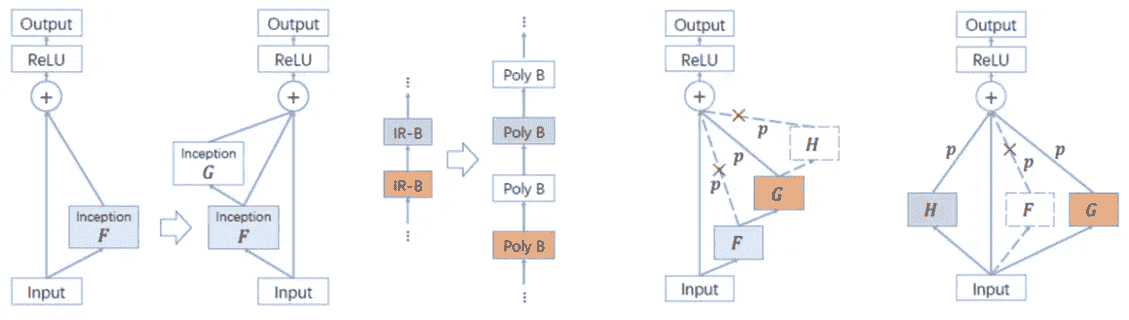 Output
ReLU
+
Inception
F
Input
Output
ReLU
+
Inception
G
Inception
F
Input
⋮
IR-B
IR-B
⋮
⋮
Poly B
Poly B
Poly B
Poly B
⋮
Output
ReLU
+
p
H
p
p
G
F
Input
Output
ReLU
+
p
p
p
H
F
G
Input